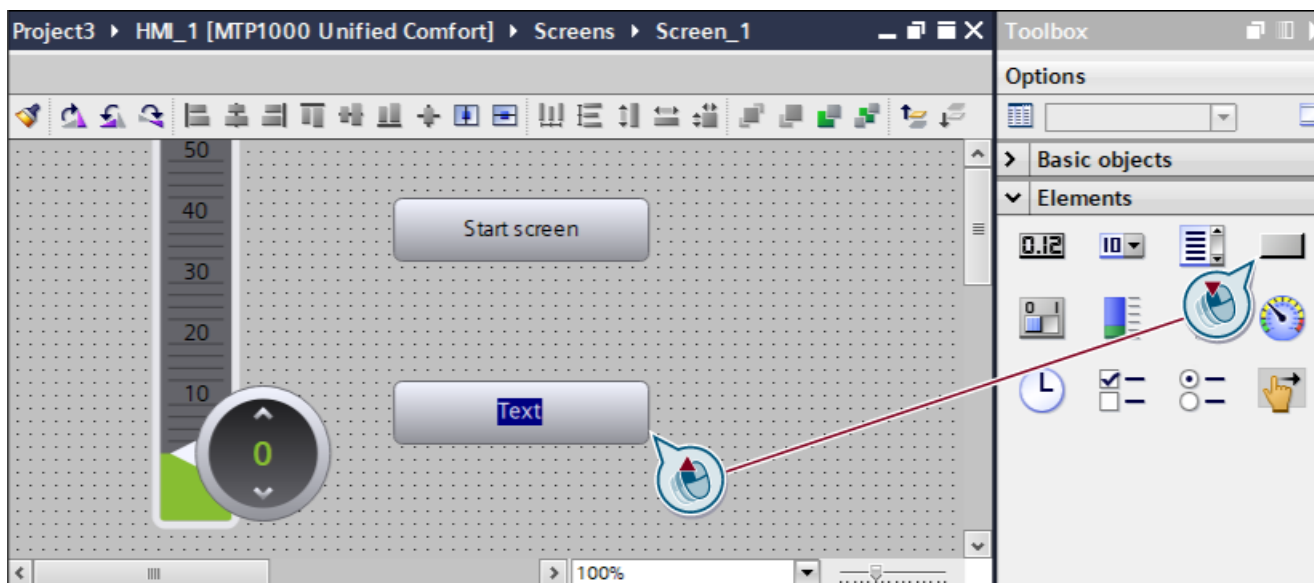 Project3 ▸ HMI_1 [MTP1000 Unified Comfort] ▸ Screens ▸ Screen_1
Toolbox
Options
50
40
30
20
10
0
Start screen
Text
100%
Basic objects
Elements
0.12
10
0 I